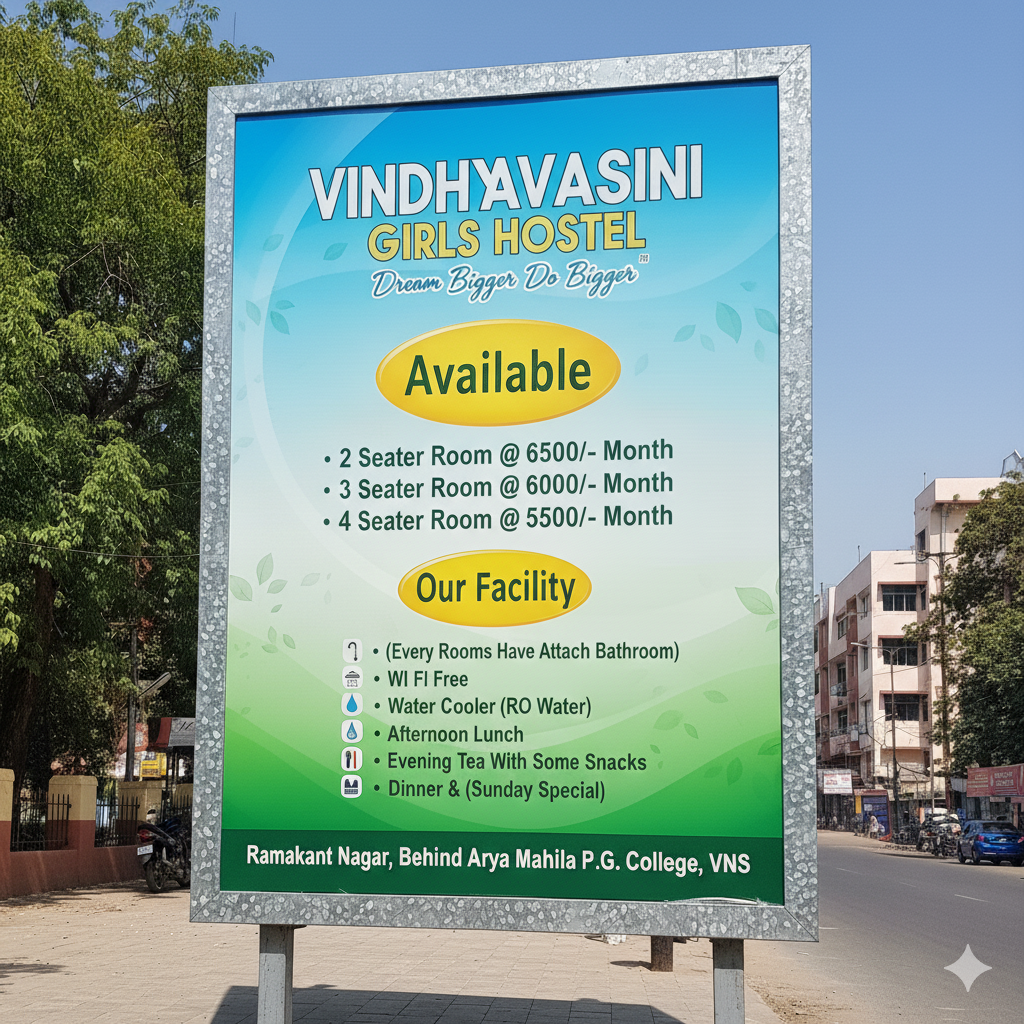 VINDHYAVASINI
GIRLS HOSTEL
Dream Bigger Do Bigger
Available
• 2 Seater Room @ 6500/- Month
• 3 Seater Room @ 6000/- Month
• 4 Seater Room @ 5500/- Month
Our Facility
• (Every Rooms Have Attach Bathroom)
• WI FI Free
• Water Cooler (RO Water)
• Afternoon Lunch
• Evening Tea With Some Snacks
• Dinner & (Sunday Special)
Ramakant Nagar, Behind Arya Mahila P.G. College, VNS